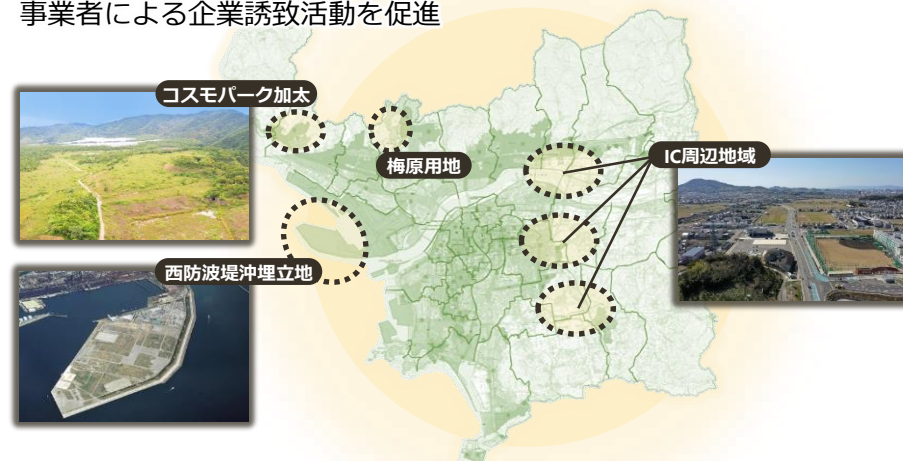 事業者による企業誘致活動を促進
コスモパーク加太
梅原用地
IC周辺地域
西防波堤沖埋立地